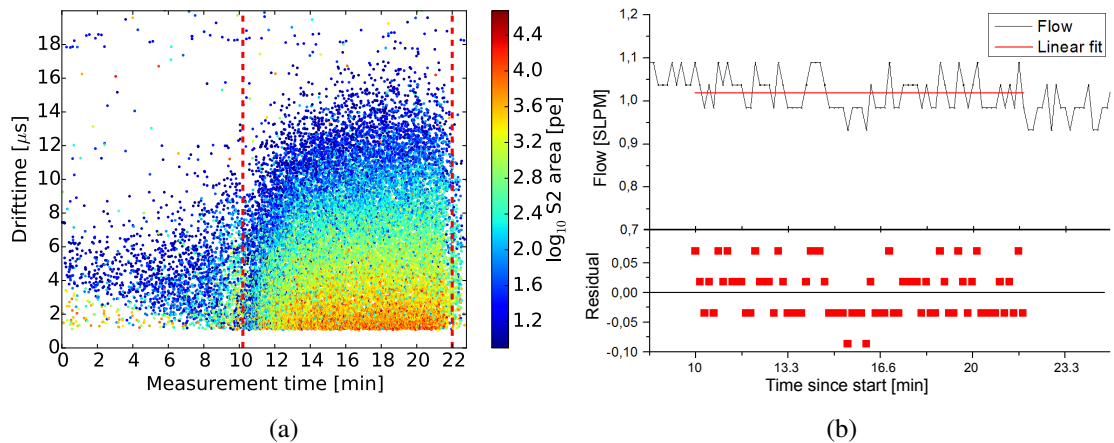 18
16
14
12
10
8
6
4
2
0
Drifttime [μs]
0 2 4 6 8 10 12 14 16 18 20 22
Measurement time [min]
4.4
4.0
3.6
3.2
2.8
2.4
2.0
1.6
1.2
log₁₀ S2 area [pe]
(a)
Flow
Linear fit
1,2
1,1
1,0
0,9
0,8
0,7
Flow [SLPM]
0,05
0,00
-0,05
-0,10
Residual
10 13.3 16.6 20 23.3
Time since start [min]
(b)